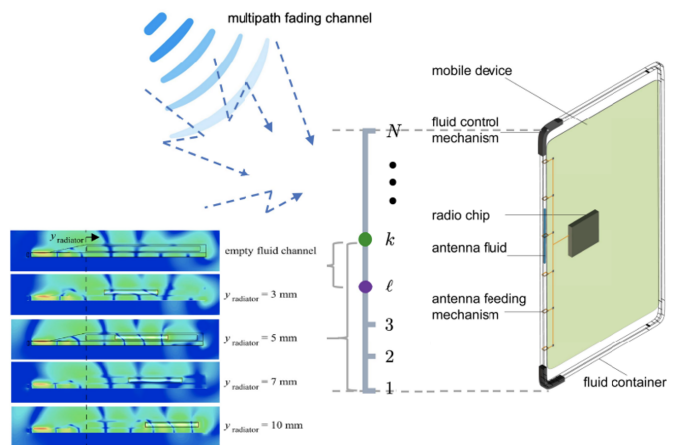 multipath fading channel
mobile device
fluid control
mechanism
radio chip
antenna fluid
antenna feeding
mechanism
fluid container
N
k
ℓ
3
2
1
y radiator
empty fluid channel
y radiator = 3 mm
y radiator = 5 mm
y radiator = 7 mm
y radiator = 10 mm